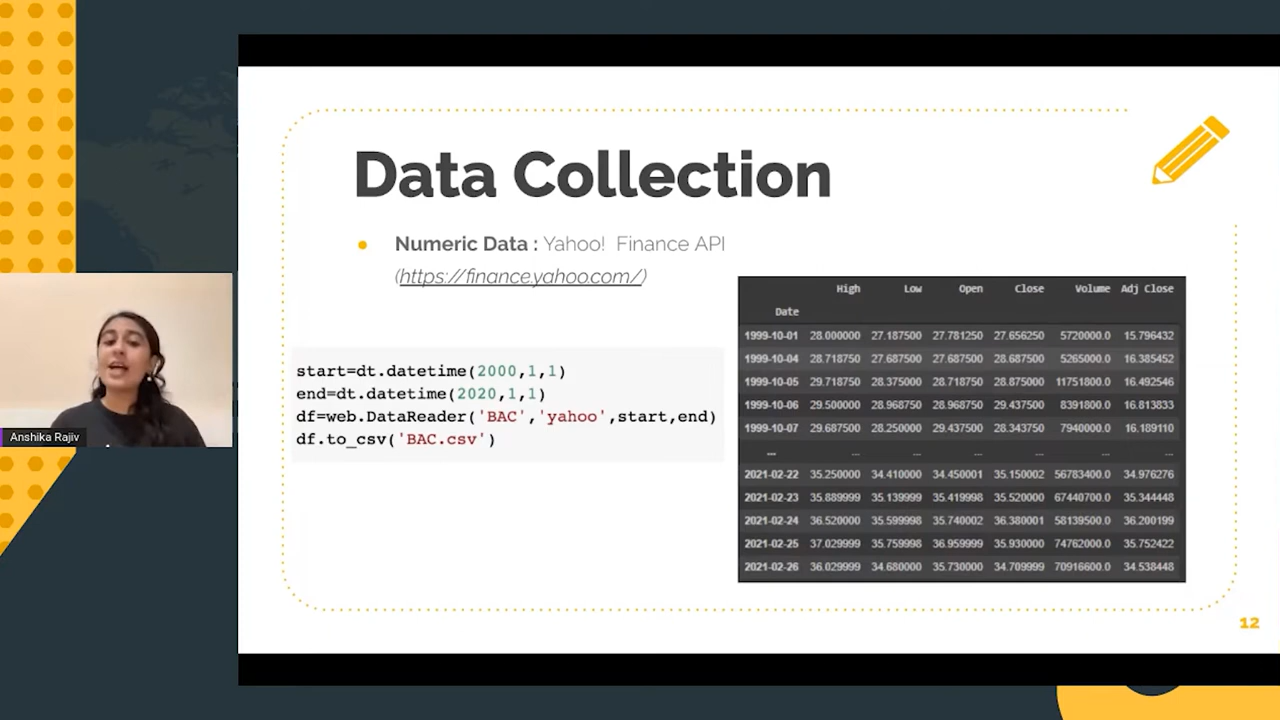 Data Collection
● Numeric Data : Yahoo! Finance API
(https://finance.yahoo.com/)
start=dt.datetime(2000,1,1)
end=dt.datetime(2020,1,1)
df=web.DataReader('BAC','yahoo',start,end)
df.to_csv('BAC.csv')
High Low Open Close Volume Adj Close
Date
1999-10-01 28.000000 27.187500 27.781250 27.656250 5720000.0 15.796432
1999-10-04 28.718750 27.687500 27.687500 28.687500 5265000.0 16.385452
1999-10-05 29.718750 28.375000 28.718750 28.875000 11751800.0 16.492546
1999-10-06 29.500000 28.968750 28.968750 29.437500 8391800.0 16.813833
1999-10-07 29.687500 28.250000 29.437500 28.343750 7940000.0 16.189110
... ... ... ... ... ... ...
2021-02-22 35.250000 34.410000 34.450001 35.150002 56783400.0 34.976276
2021-02-23 35.889999 35.139999 35.419998 35.520000 67440700.0 35.344448
2021-02-24 36.520000 35.599998 35.740002 36.380001 58139500.0 36.200199
2021-02-25 37.029999 35.759998 36.959999 35.930000 74762000.0 35.752422
2021-02-26 36.029999 34.680000 35.730000 34.709999 70916600.0 34.538448
Anshika Rajiv
12